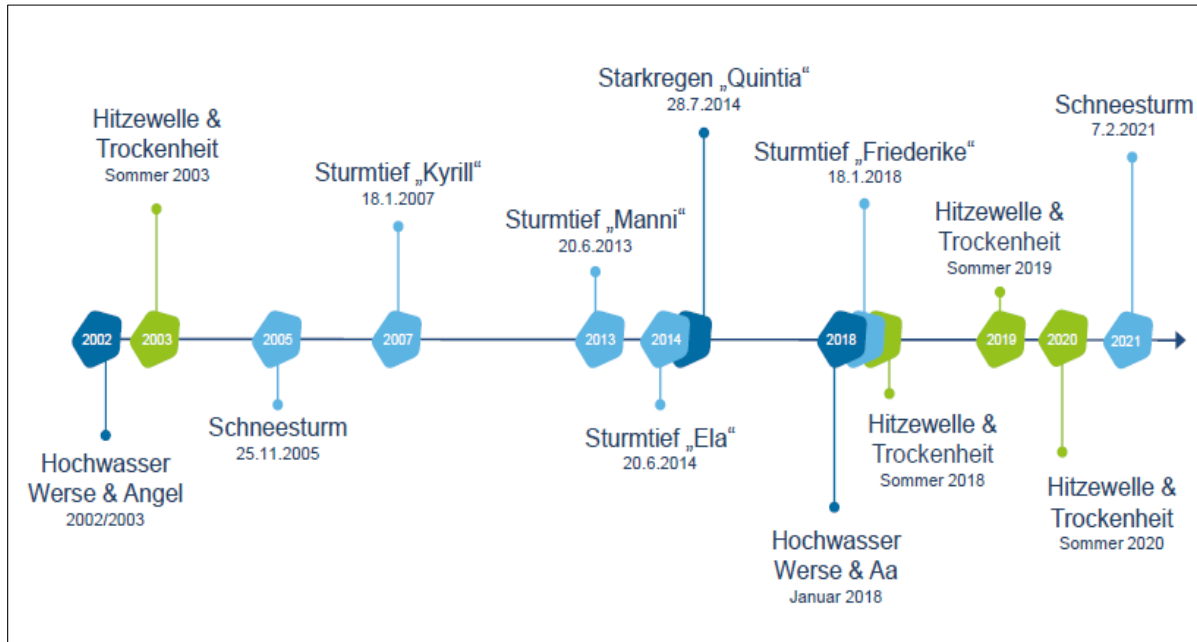 Starkregen „Quintia“
28.7.2014
Schneesturm
7.2.2021
Hitzewelle &
Trockenheit
Sommer 2003
Sturmtief „Kyrill“
18.1.2007
Sturmtief „Manni“
20.6.2013
Sturmtief „Friederike“
18.1.2018
Hitzewelle &
Trockenheit
Sommer 2019
2002
2003
2005
2007
2013
2014
2018
2019
2020
2021
Schneesturm
25.11.2005
Sturmtief „Ela“
20.6.2014
Hitzewelle &
Trockenheit
Sommer 2018
Hochwasser
Werse & Angel
2002/2003
Hitzewelle &
Trockenheit
Sommer 2020
Hochwasser
Werse & Aa
Januar 2018